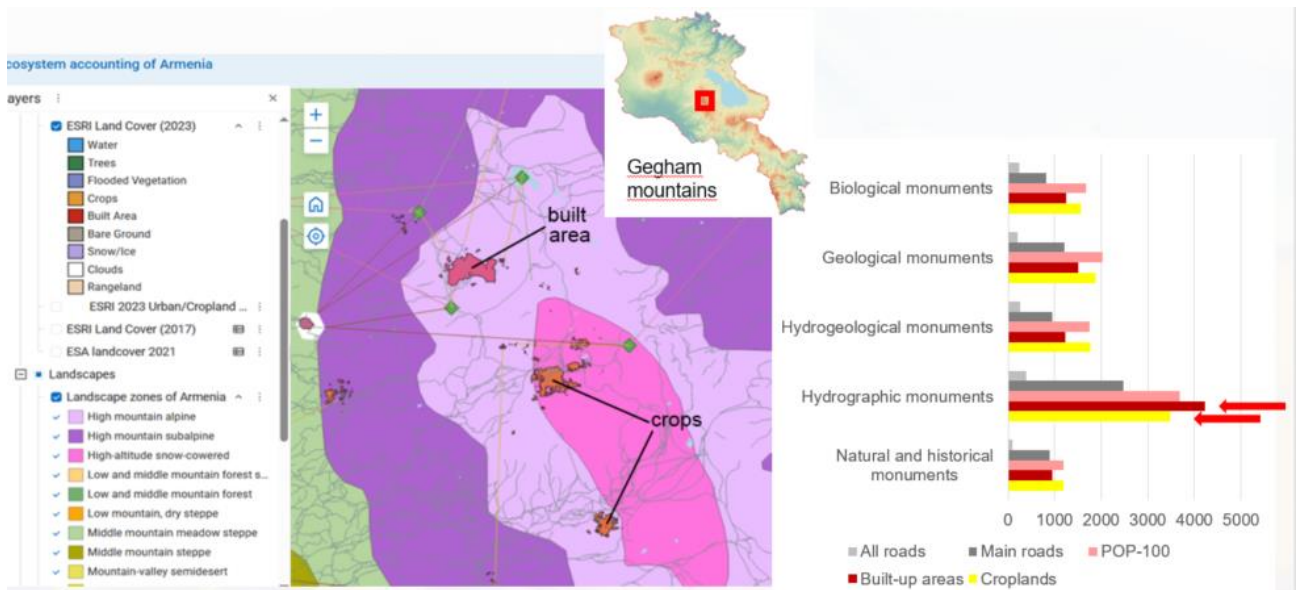 cosystem accounting of Armenia
ayers
ESRI Land Cover (2023)
Water
Trees
Flooded Vegetation
Crops
Built Area
Bare Ground
Snow/Ice
Clouds
Rangeland
ESRI 2023 Urban/Cropland ...
ESRI Land Cover (2017)
ESA landcover 2021
Landscapes
Landscape zones of Armenia
High mountain alpine
High mountain subalpine
High-altitude snow-cowered
Low and middle mountain forest s...
Low and middle mountain forest
Low mountain, dry steppe
Middle mountain meadow steppe
Middle mountain steppe
Mountain-valley semidesert
built
area
crops
Gegham
mountains
Biological monuments
Geological monuments
Hydrogeological monuments
Hydrographic monuments
Natural and historical
monuments
0 1000 2000 3000 4000 5000
All roads Main roads POP-100
Built-up areas Croplands